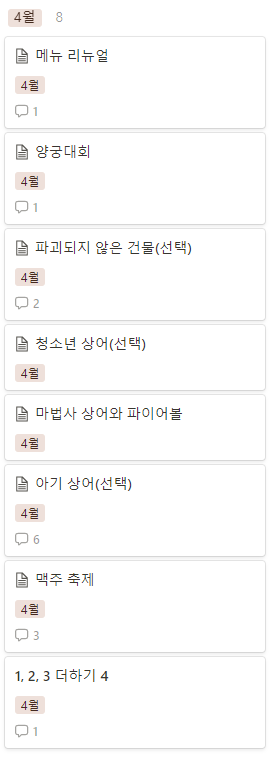 4월 8
메뉴 리뉴얼
4월
1
양궁대회
4월
1
파괴되지 않은 건물(선택)
4월
2
청소년 상어(선택)
4월
마법사 상어와 파이어볼
4월
아기 상어(선택)
4월
6
맥주 축제
4월
3
1, 2, 3 더하기 4
4월
1